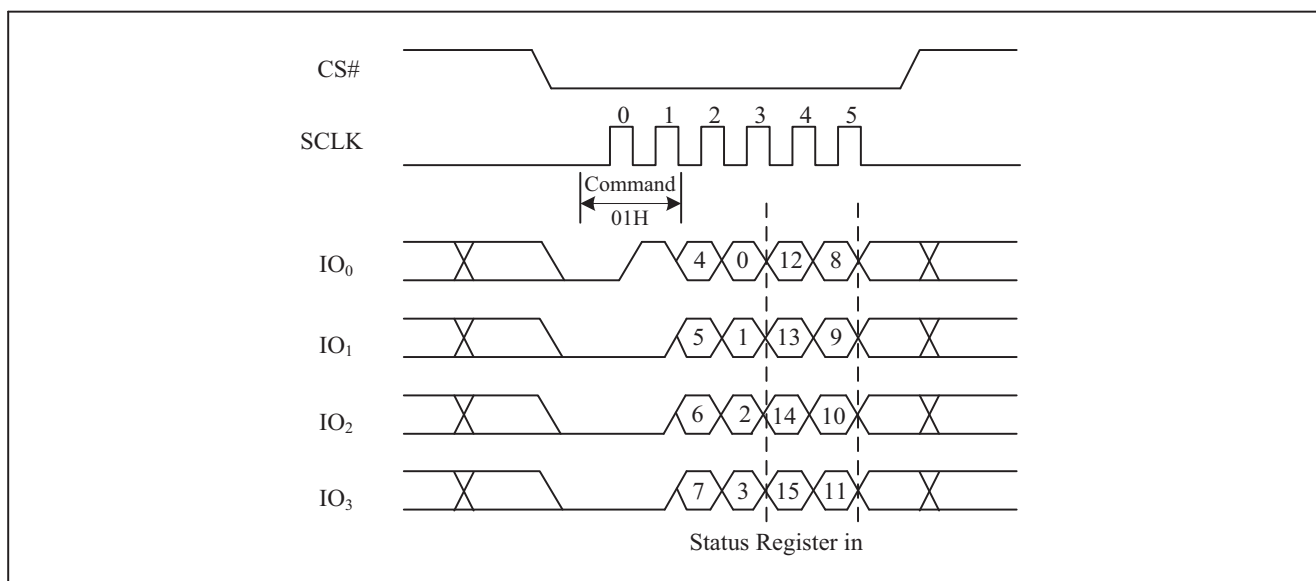 CS#
0 1 2 3 4 5
SCLK
Command
01H
IO0 4 0 12 8
IO1 5 1 13 9
IO2 6 2 14 10
IO3 7 3 15 11
Status Register in